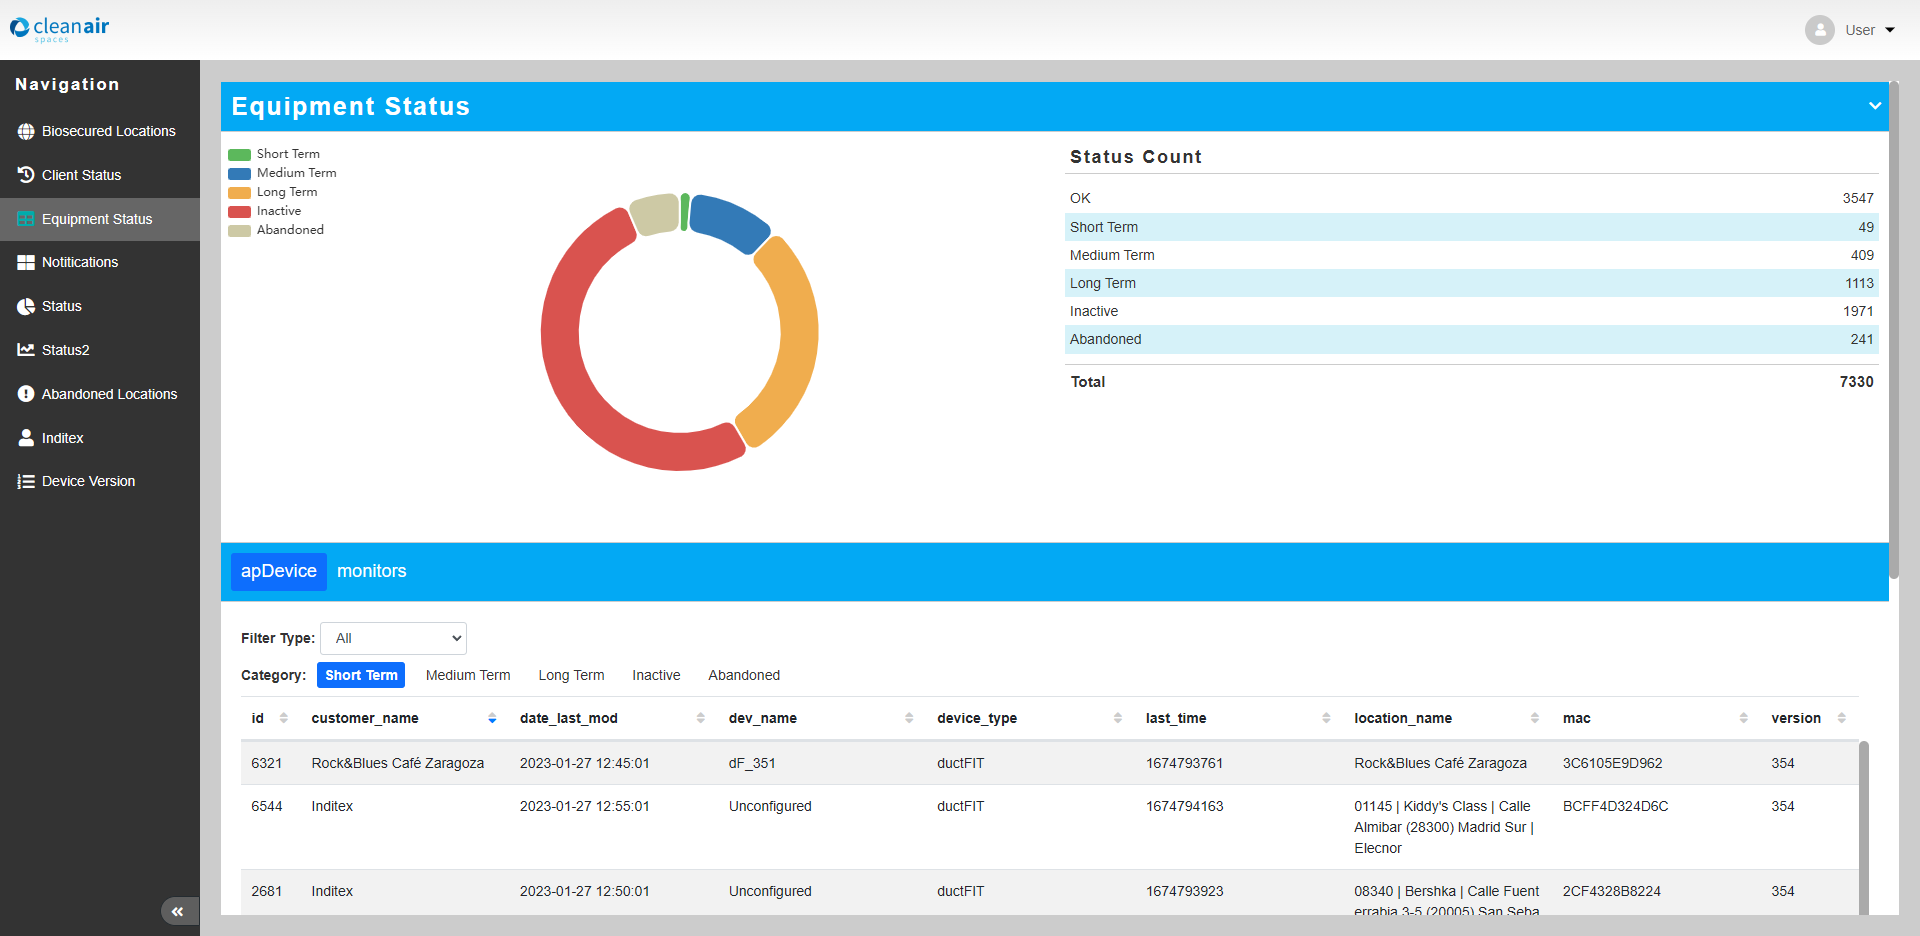 cleanair
spaces
User
Navigation
Biosecured Locations
Client Status
Equipment Status
Notifications
Status
Status2
Abandoned Locations
Inditex
Device Version
Equipment Status
Short Term
Medium Term
Long Term
Inactive
Abandoned
Status Count
OK 3547
Short Term 49
Medium Term 409
Long Term 1113
Inactive 1971
Abandoned 241
Total 7330
apDevice monitors
Filter Type: All
Category: Short Term Medium Term Long Term Inactive Abandoned
id customer_name date_last_mod dev_name device_type last_time location_name mac version
6321 Rock&Blues Café Zaragoza 2023-01-27 12:45:01 dF_351 ductFIT 1674793761 Rock&Blues Café Zaragoza 3C6105E9D962 354
6544 Inditex 2023-01-27 12:55:01 Unconfigured ductFIT 1674794163 01145 | Kiddy's Class | Calle BCFF4D324D6C 354
Almibar (28300) Madrid Sur |
Elecnor
2681 Inditex 2023-01-27 12:50:01 Unconfigured ductFIT 1674793923 08340 | Bershka | Calle Fuent 2CF4328B8224 354
errabia 3-5 (20005) San Seba